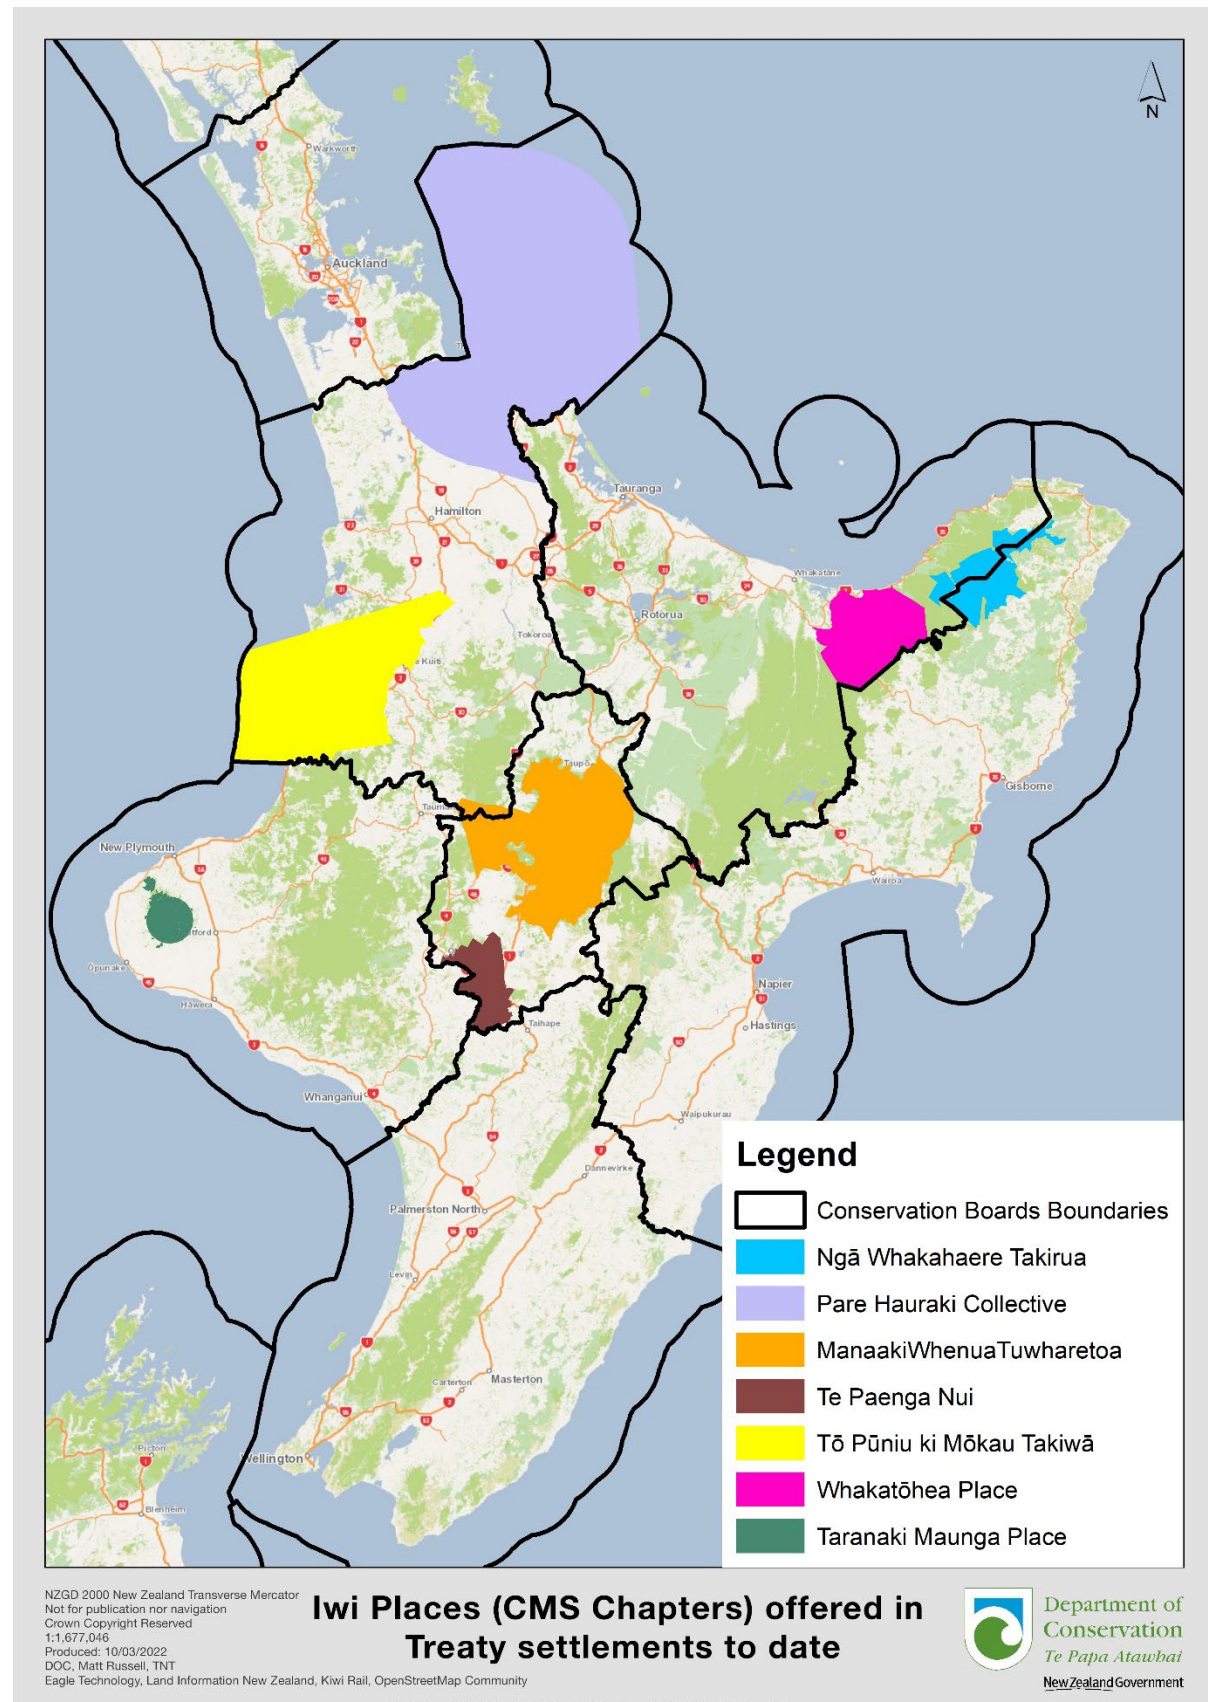 N
Warkworth
Auckland
Hamilton
Tauranga
Whakatāne
Rotorua
Tokoroa
Kuiti
Taupō
Gisborne
New Plymouth
Wairoa
Opunake
Hāwera
Napier
Hastings
Taihape
Whanganui
Waipukurau
Dannevirke
Palmerston North
Levin
Masterton
Carterton
Wellington
Picton
Blenheim
Legend
Conservation Boards Boundaries
Ngā Whakahaere Takirua
Pare Hauraki Collective
ManaakiWhenuaTuwharetoa
Te Paenga Nui
Tō Pūniu ki Mōkau Takiwā
Whakatōhea Place
Taranaki Maunga Place
NZGD 2000 New Zealand Transverse Mercator
Not for publication nor navigation
Crown Copyright Reserved
1:1,677,046
Produced: 10/03/2022
DOC, Matt Russell, TNT
Eagle Technology, Land Information New Zealand, Kiwi Rail, OpenStreetMap Community
Iwi Places (CMS Chapters) offered in
Treaty settlements to date
Department of
Conservation
Te Papa Atawhai
New Zealand Government